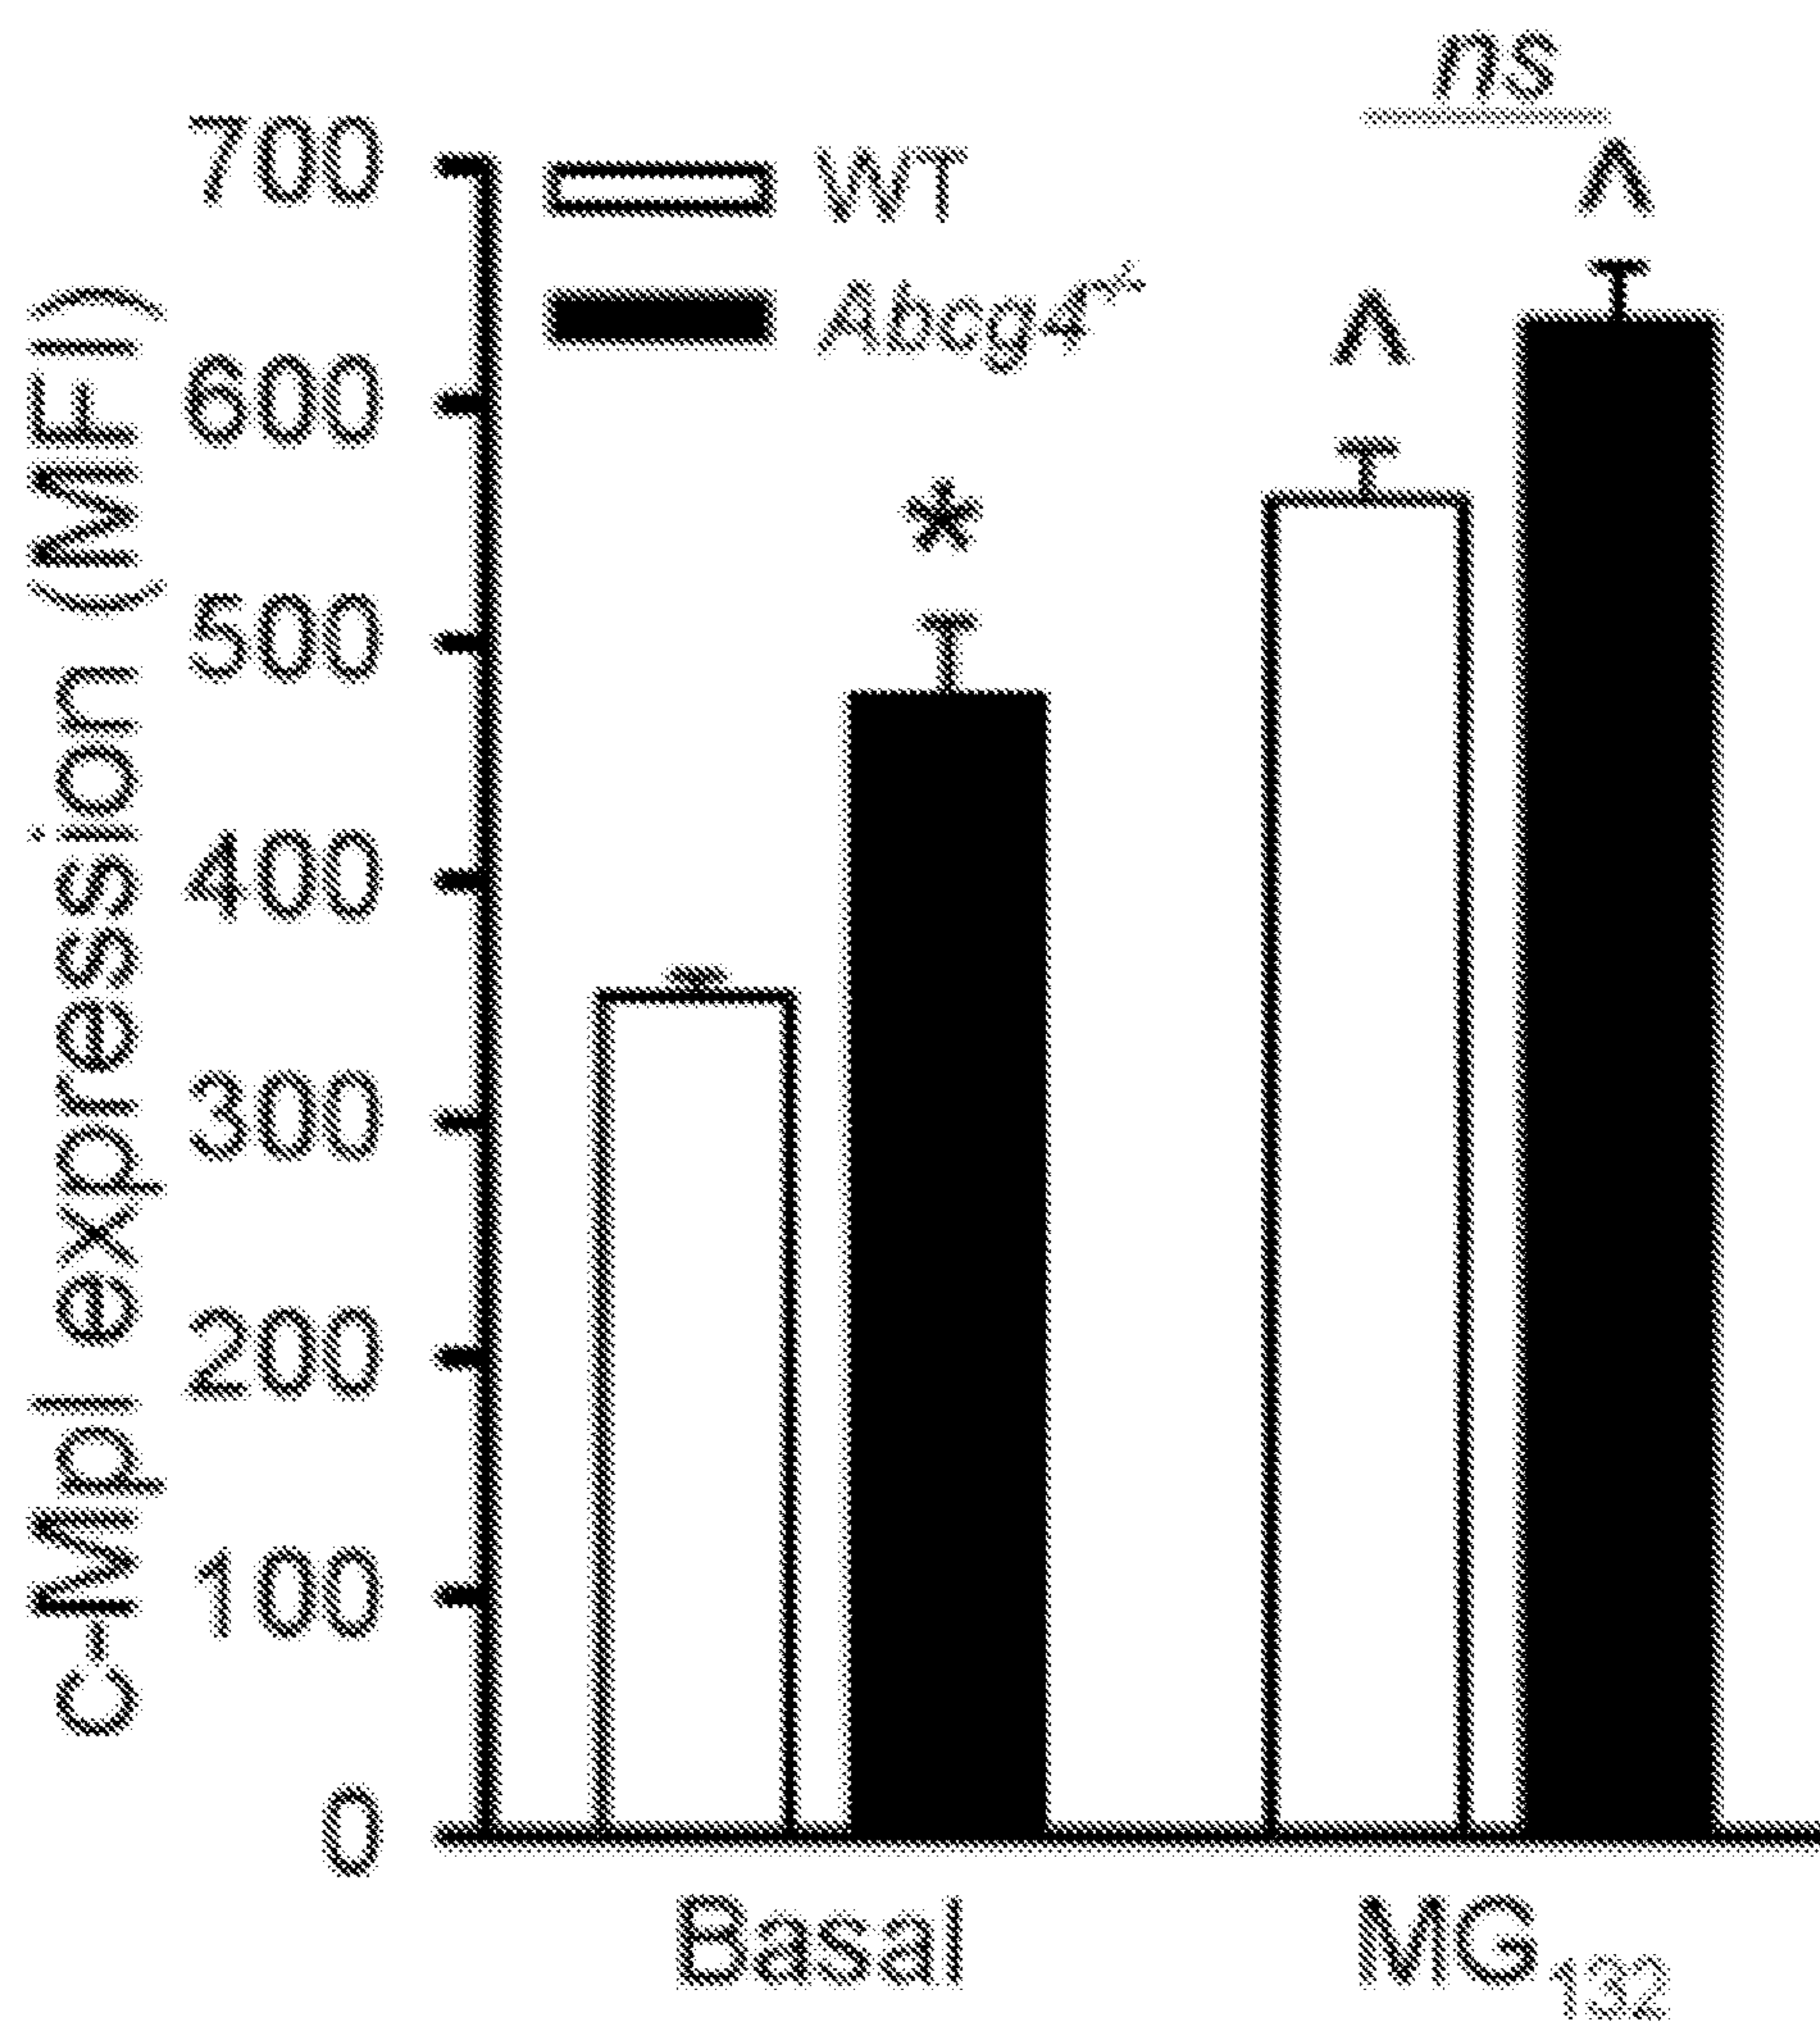 ns
700
^
WT
Abcg4-/-
^
600
*
500
400
300
200
100
0
c-Mpl expression (MFI)
Basal
MG132